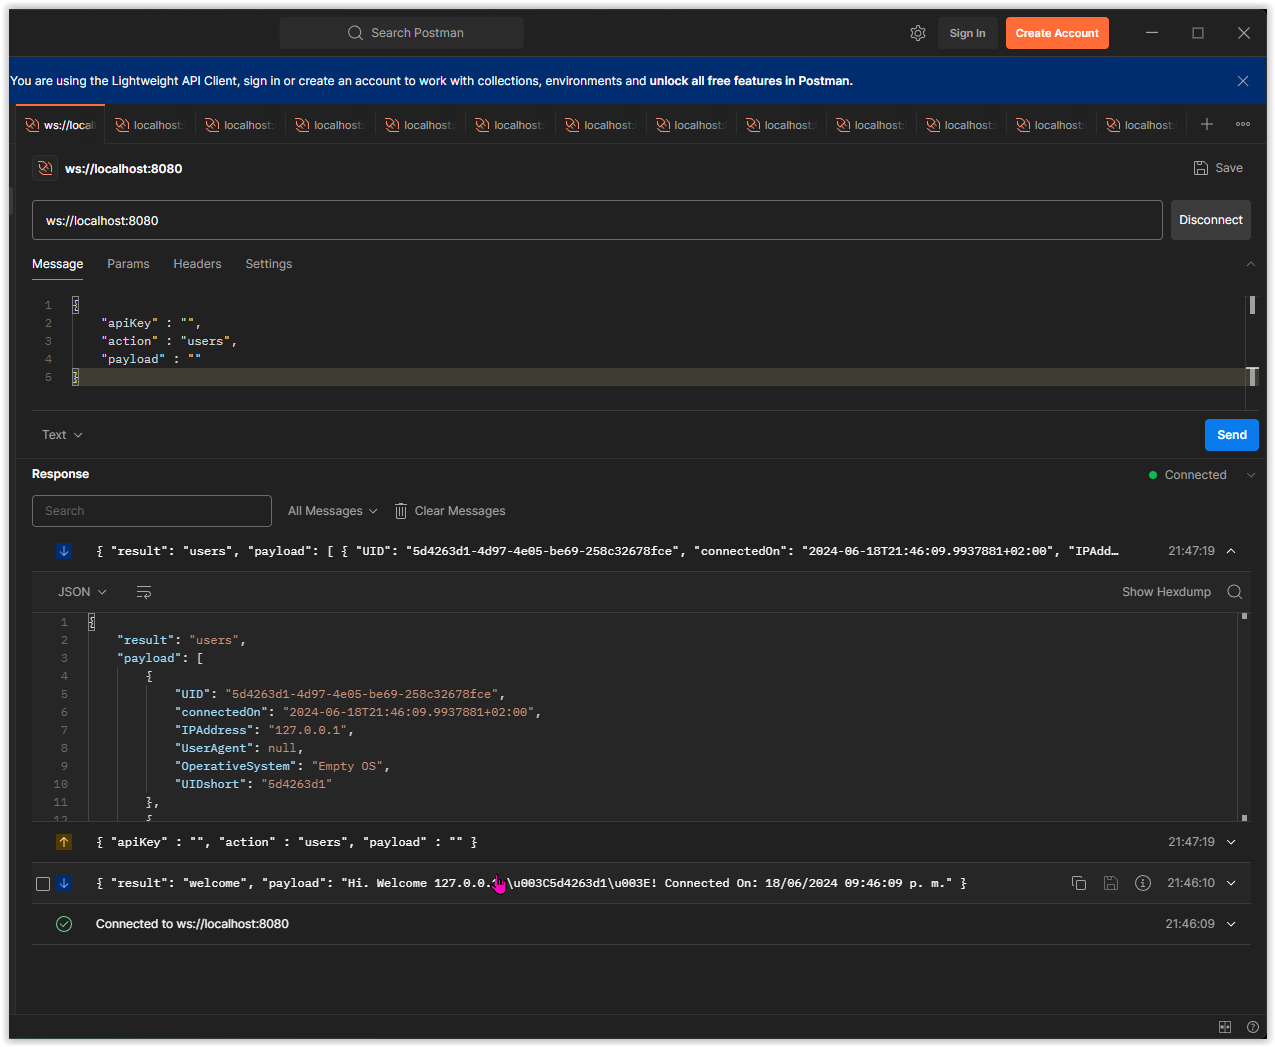 Search Postman
Sign In
Create Account
You are using the Lightweight API Client, sign in or create an account to work with collections, environments and unlock all free features in Postman.
ws://local localhost: localhost: localhost: localhost: localhost: localhost: localhost: localhost: localhost: localhost: localhost: localhost:
ws://localhost:8080
Save
ws://localhost:8080
Disconnect
Message Params Headers Settings
1 {
2 "apiKey" : "",
3 "action" : "users",
4 "payload" : ""
5 }
Text
Send
Response
Connected
Search
All Messages
Clear Messages
{ "result": "users", "payload": [ { "UID": "5d4263d1-4d97-4e05-be69-258c32678fce", "connectedOn": "2024-06-18T21:46:09.9937881+02:00", "IPAdd… 21:47:19
JSON
Show Hexdump
1 {
2 "result": "users",
3 "payload": [
4 {
5 "UID": "5d4263d1-4d97-4e05-be69-258c32678fce",
6 "connectedOn": "2024-06-18T21:46:09.9937881+02:00",
7 "IPAddress": "127.0.0.1",
8 "UserAgent": null,
9 "OperativeSystem": "Empty OS",
10 "UIDshort": "5d4263d1"
11 },
12 {
{ "apiKey" : "", "action" : "users", "payload" : "" } 21:47:19
{ "result": "welcome", "payload": "Hi. Welcome 127.0.0. \u003C5d4263d1\u003E! Connected On: 18/06/2024 09:46:09 p. m." } 21:46:10
Connected to ws://localhost:8080 21:46:09